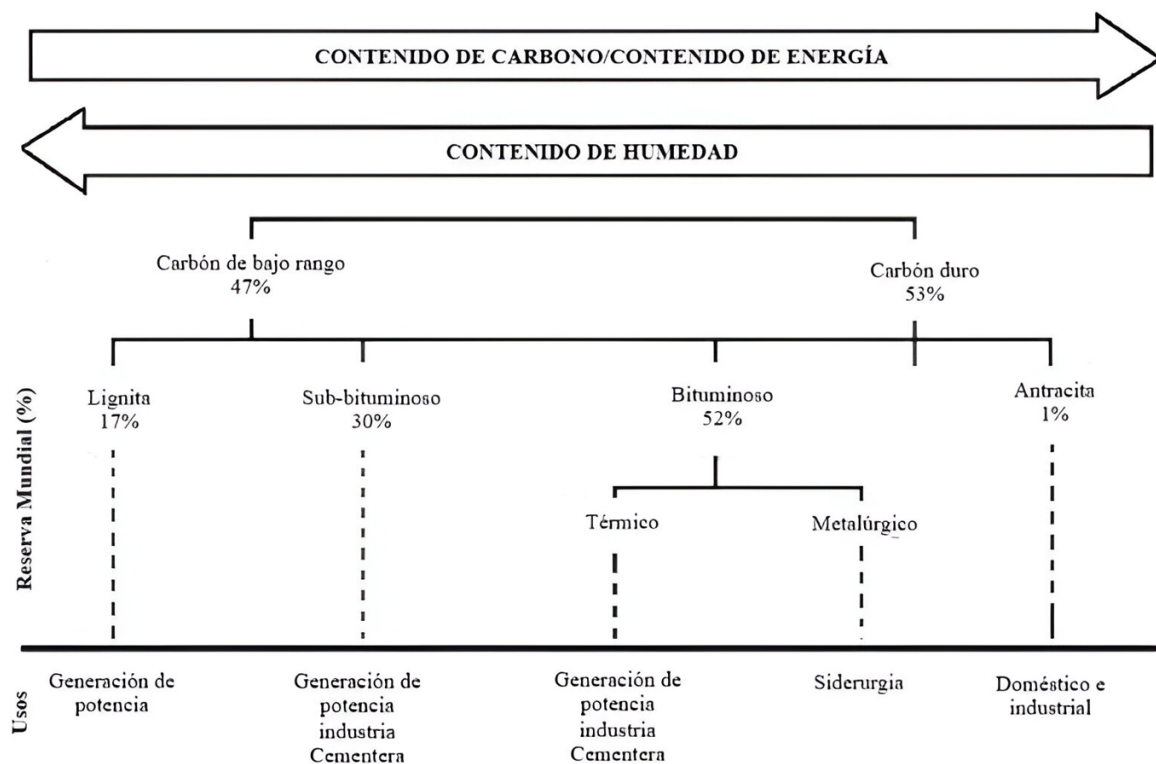 CONTENIDO DE CARBONO/CONTENIDO DE ENERGÍA
CONTENIDO DE HUMEDAD
Carbón de bajo rango
47%
Carbón duro
53%
Reserva Mundial (%)
Lignita
17%
Sub-bituminoso
30%
Bituminoso
52%
Antracita
1%
Térmico
Metalúrgico
Usos
Generación de
potencia
Generación de
potencia
industria
Cementera
Generación de
potencia
industria
Cementera
Siderurgia
Doméstico e
industrial